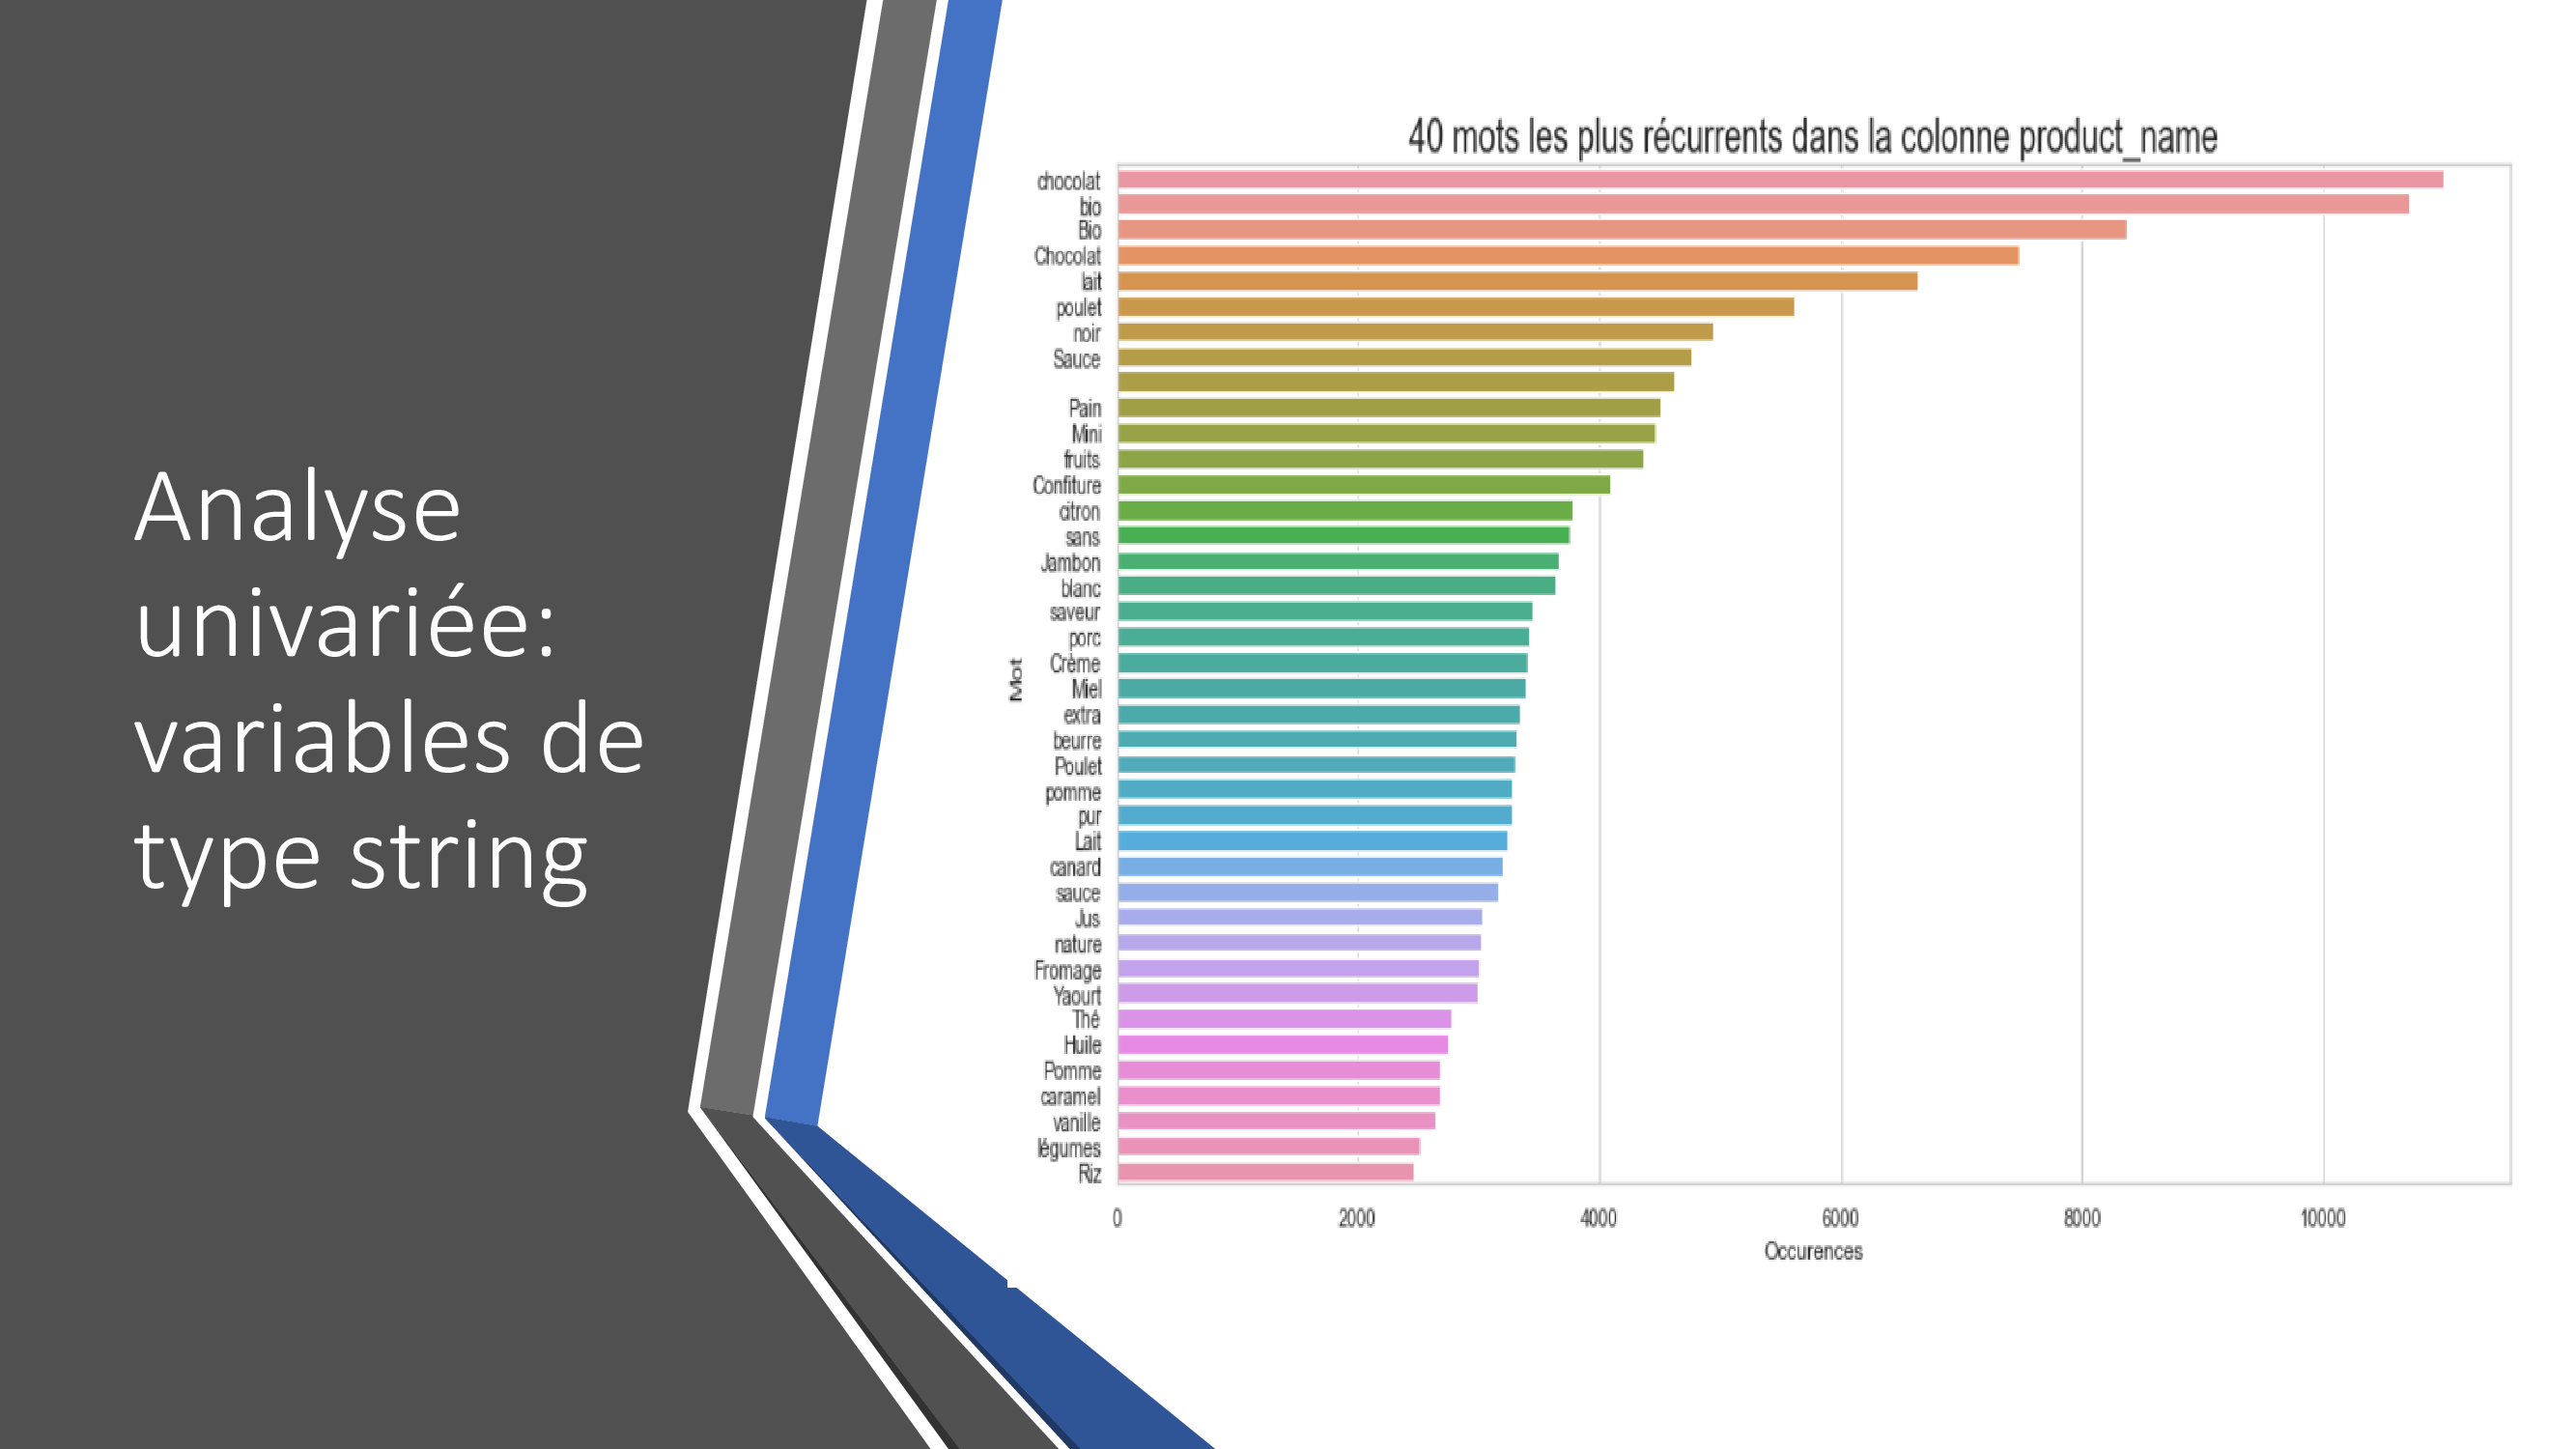 Analyse
univariée:
variables de
type string
40 mots les plus récurrents dans la colonne product_name
chocolat
bio
Bio
Chocolat
lait
poulet
noir
Sauce
Pain
Mini
fruits
Confiture
citron
sans
Jambon
blanc
saveur
porc
Crème
Miel
extra
beurre
Poulet
pomme
pur
Lait
canard
sauce
Jus
nature
Fromage
Yaourt
Thé
Huile
Pomme
caramel
vanille
légumes
Riz
Mot
0 2000 4000 6000 8000 10000
Occurences